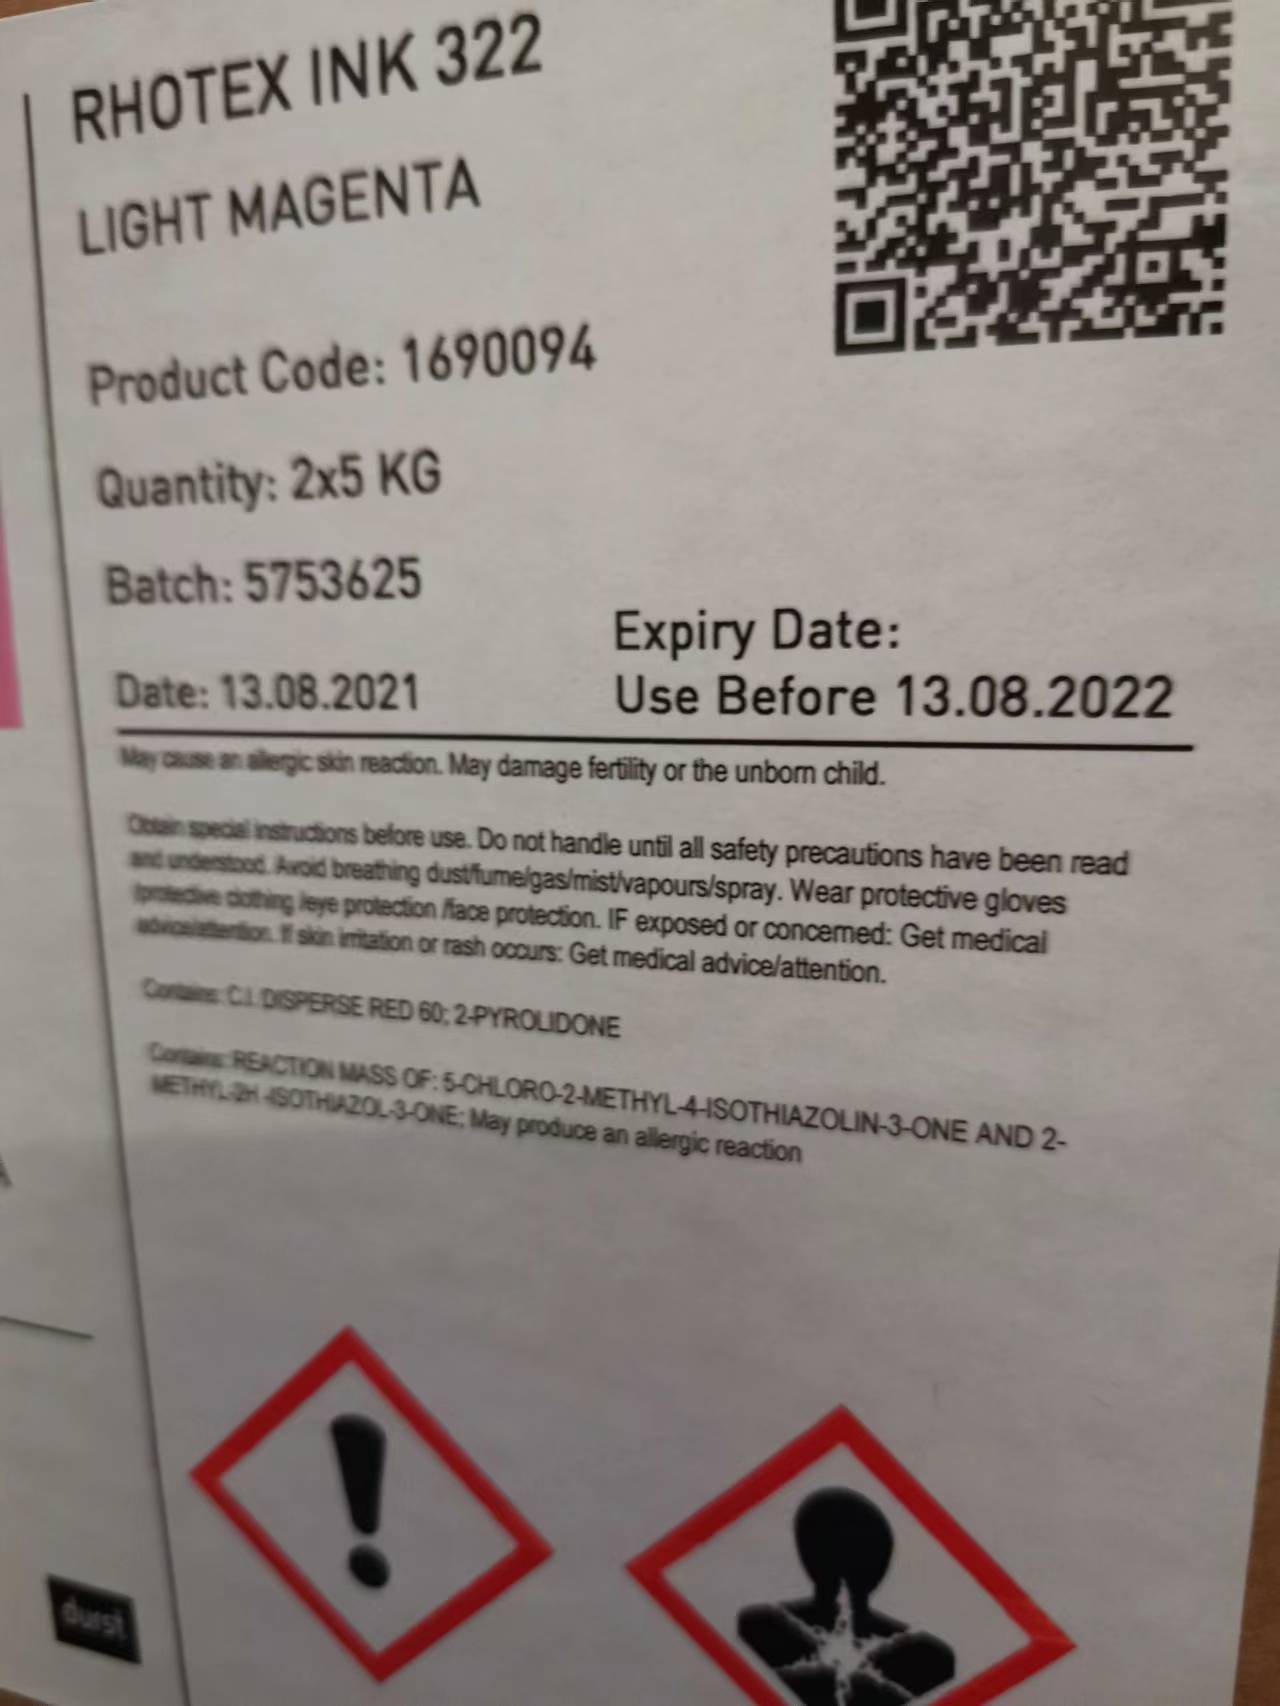 RHOTEX INK 322
LIGHT MAGENTA
Product Code: 1690094
Quantity: 2x5 KG
Batch: 5753625
Date: 13.08.2021
Expiry Date:
Use Before 13.08.2022
May cause an allergic skin reaction. May damage fertility or the unborn child.
Obtain special instructions before use. Do not handle until all safety precautions have been read
and understood. Avoid breathing dust/fume/gas/mist/vapours/spray. Wear protective gloves
/protective clothing /eye protection /face protection. IF exposed or concerned: Get medical
advice/attention. If skin irritation or rash occurs: Get medical advice/attention.
Contains: C.I. DISPERSE RED 60; 2-PYROLIDONE
Contains: REACTION MASS OF: 5-CHLORO-2-METHYL-4-ISOTHIAZOLIN-3-ONE AND 2-
METHYL-2H -ISOTHIAZOL-3-ONE; May produce an allergic reaction
durst